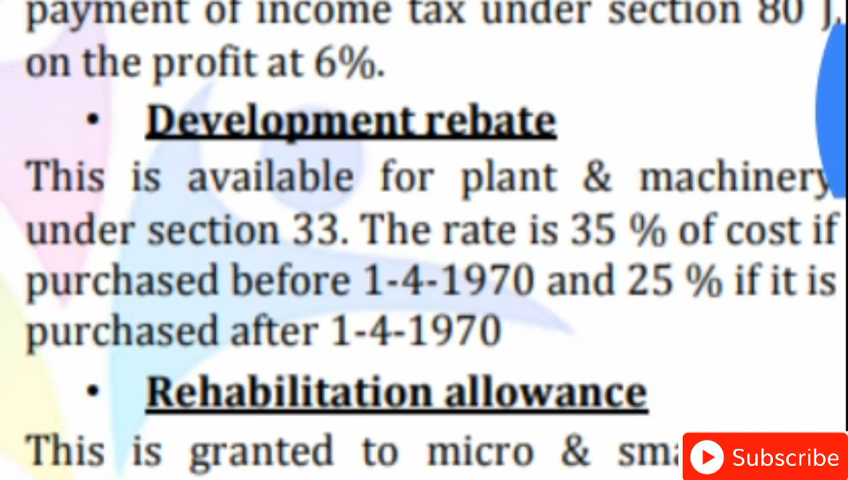 payment of income tax under section 80 J.
on the profit at 6%.
• Development rebate
This is available for plant & machinery
under section 33. The rate is 35 % of cost if
purchased before 1-4-1970 and 25 % if it is
purchased after 1-4-1970
• Rehabilitation allowance
This is granted to micro &
Subscribe